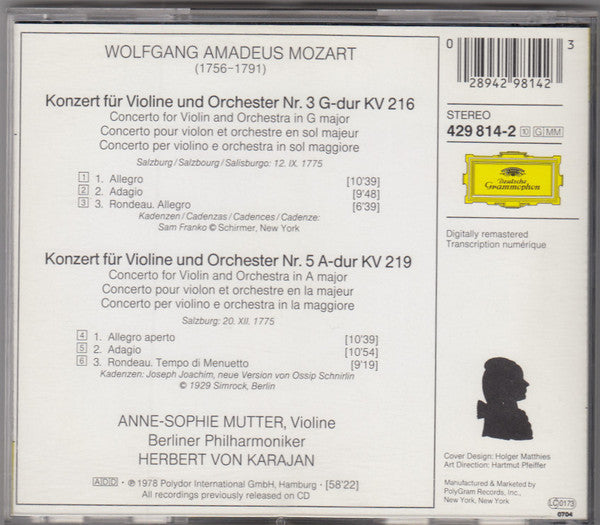 WOLFGANG AMADEUS MOZART
(1756–1791)
Konzert für Violine und Orchester Nr. 3 G-dur KV 216
Concerto for Violin and Orchestra in G major
Concerto pour violon et orchestre en sol majeur
Concerto per violino e orchestra in sol maggiore
Salzburg/Salzbourg/Salisburgo: 12. IX. 1775
1 1. Allegro [10'39]
2 2. Adagio [9'48]
3 3. Rondeau. Allegro [6'39]
Kadenzen/Cadenzas/Cadences/Cadenze:
Sam Franko © Schirmer, New York
Konzert für Violine und Orchester Nr. 5 A-dur KV 219
Concerto for Violin and Orchestra in A major
Concerto pour violon et orchestre en la majeur
Concerto per violino e orchestra in la maggiore
Salzburg: 20. XII. 1775
4 1. Allegro aperto [10'39]
5 2. Adagio [10'54]
6 3. Rondeau. Tempo di Menuetto [9'19]
Kadenzen: Joseph Joachim, neue Version von Ossip Schnirlin
© 1929 Simrock, Berlin
ANNE-SOPHIE MUTTER, Violine
Berliner Philharmoniker
HERBERT VON KARAJAN
ADD · ℗ 1978 Polydor International GmbH, Hamburg · [58'22]
All recordings previously released on CD
0 28942 98142 3
STEREO
429 814-2 10 G MM
Deutsche
Grammophon
Digitally remastered
Transcription numérique
Cover Design: Holger Matthies
Art Direction: Hartmut Pfeiffer
Manufactured & Marketed by
PolyGram Records, Inc.,
New York, New York
LC 0173
0704